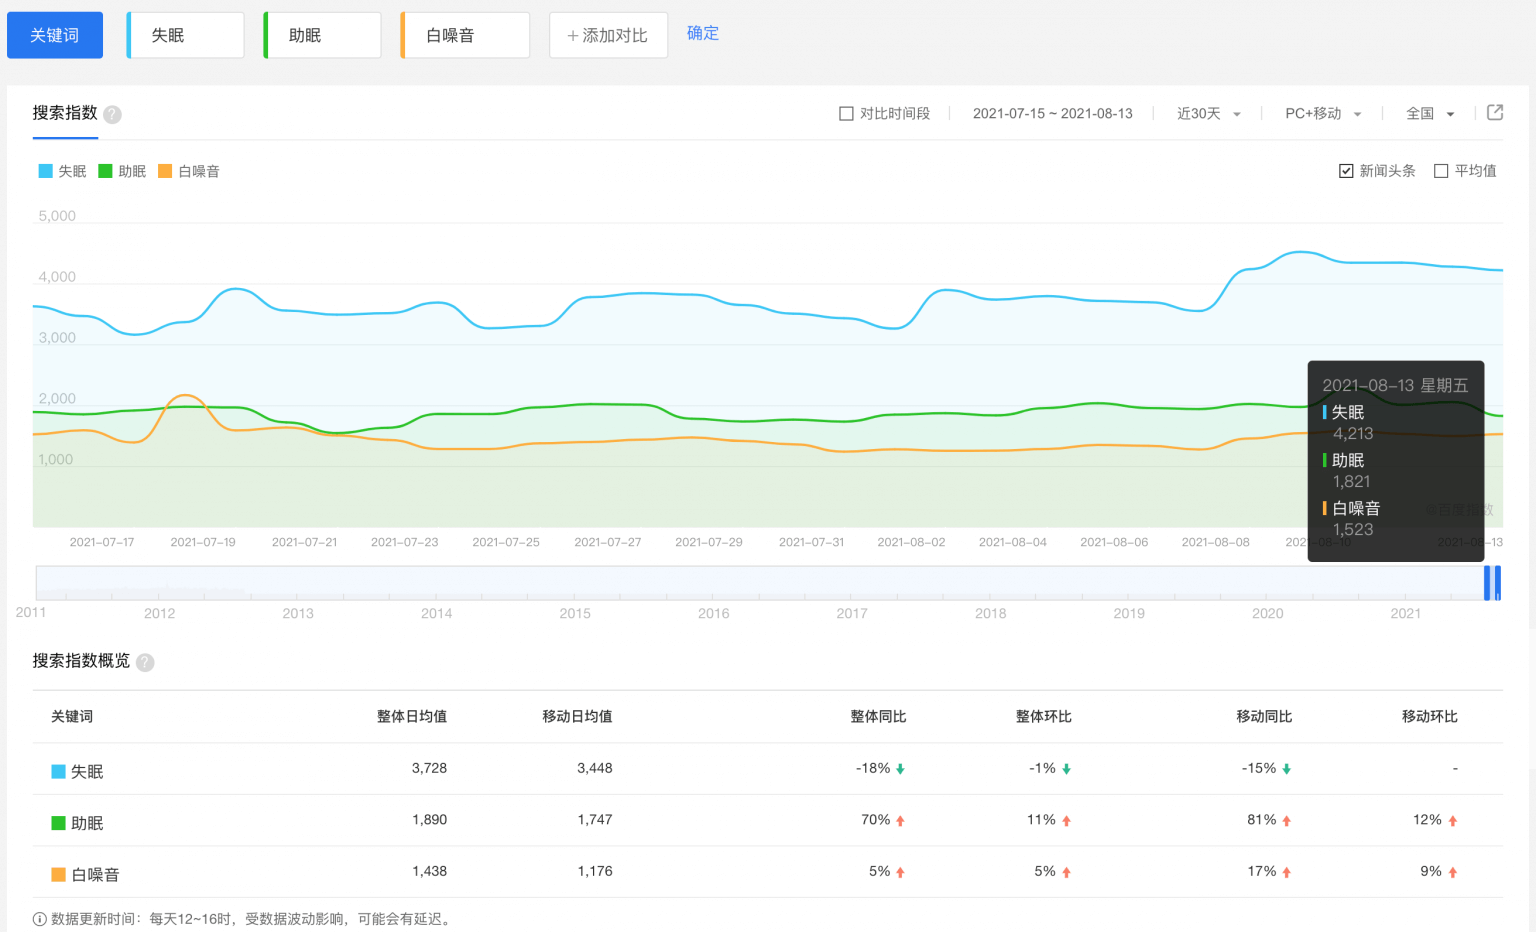 关键词 失眠 助眠 白噪音 +添加对比 确定
搜索指数 ? 对比时间段 2021-07-15 ~ 2021-08-13 近30天 PC+移动 全国
失眠 助眠 白噪音 新闻头条 平均值
5,000
4,000
3,000
2,000
1,000
2021-08-13 星期五
失眠
4,213
助眠
1,821
白噪音
1,523
2021-07-17 2021-07-19 2021-07-21 2021-07-23 2021-07-25 2021-07-27 2021-07-29 2021-07-31 2021-08-02 2021-08-04 2021-08-06 2021-08-08 2021-08-10 2021-08-13
2011 2012 2013 2014 2015 2016 2017 2018 2019 2020 2021
搜索指数概览 ?
关键词 整体日均值 移动日均值 整体同比 整体环比 移动同比 移动环比
失眠 3,728 3,448 -18% -1% -15% -
助眠 1,890 1,747 70% 11% 81% 12%
白噪音 1,438 1,176 5% 5% 17% 9%
数据更新时间：每天12~16时，受数据波动影响，可能会有延迟。